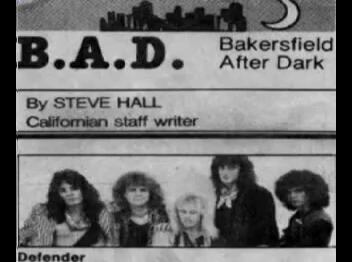 B.A.D.
Bakersfield
After Dark
By STEVE HALL
Californian staff writer
Defender